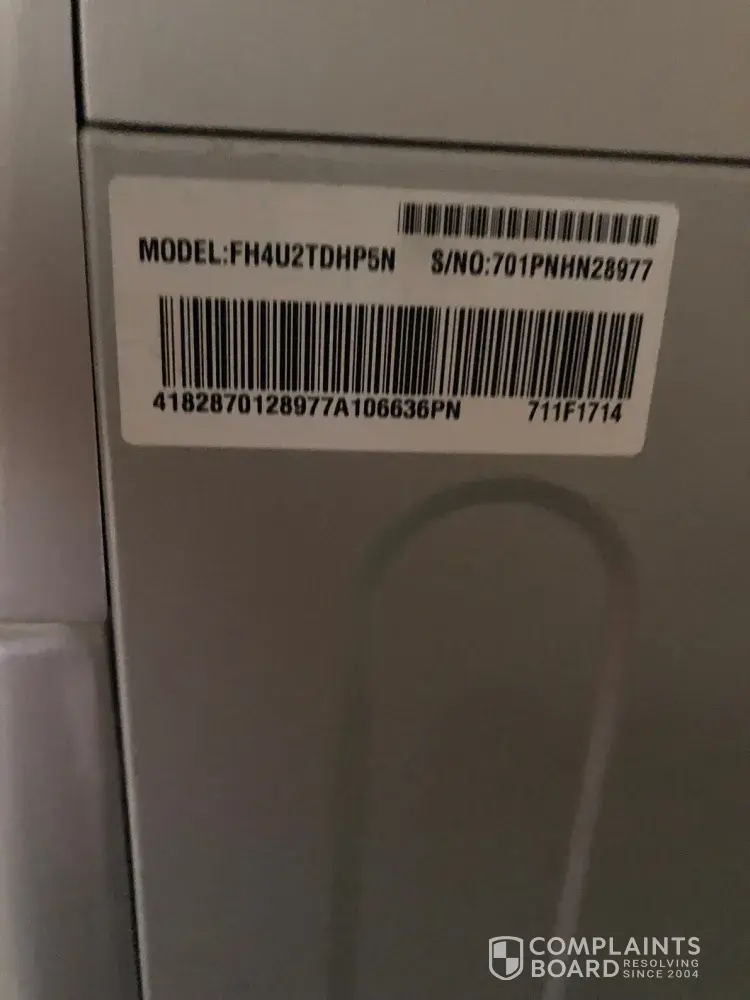 MODEL:FH4U2TDHP5N S/NO:701PNHN28977
4182870128977A106636PN 711F1714
COMPLAINTS
BOARD RESOLVING
SINCE 2004